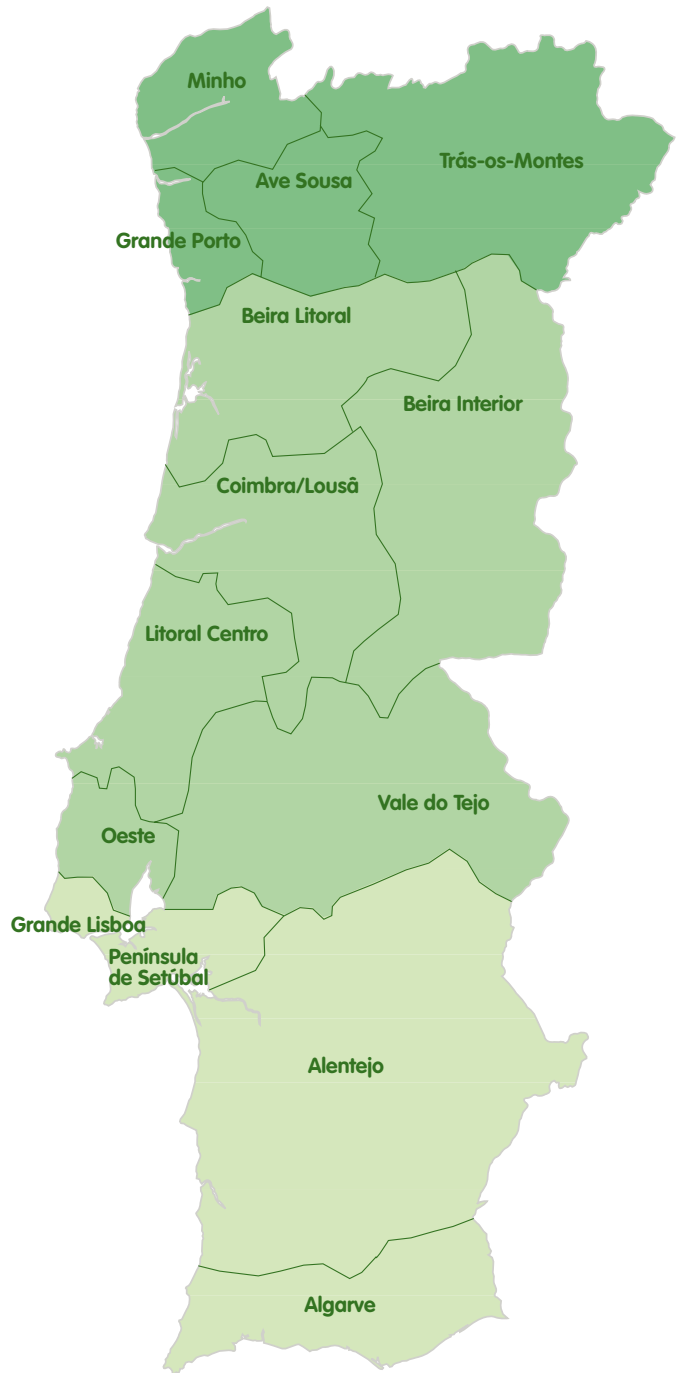 Minho
Trás-os-Montes
Ave Sousa
Grande Porto
Beira Litoral
Beira Interior
Coimbra/Lousã
Litoral Centro
Vale do Tejo
Oeste
Grande Lisboa
Península
de Setúbal
Alentejo
Algarve